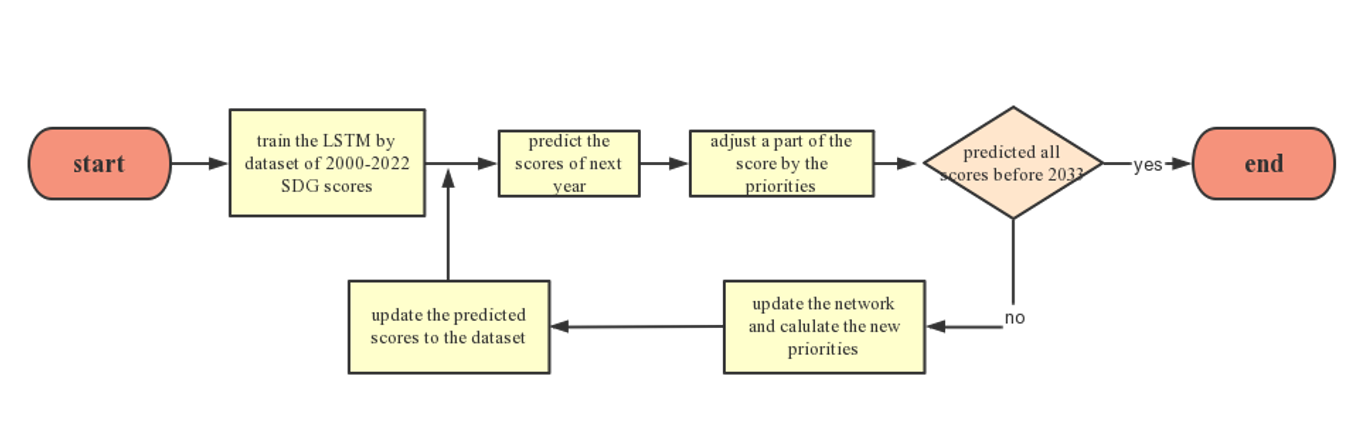 start
train the LSTM by
dataset of 2000-2022
SDG scores
predict the
scores of next
year
adjust a part of the
score by the
priorities
predicted all
scores before 2033
yes
end
no
update the network
and calulate the new
priorities
update the predicted
scores to the dataset